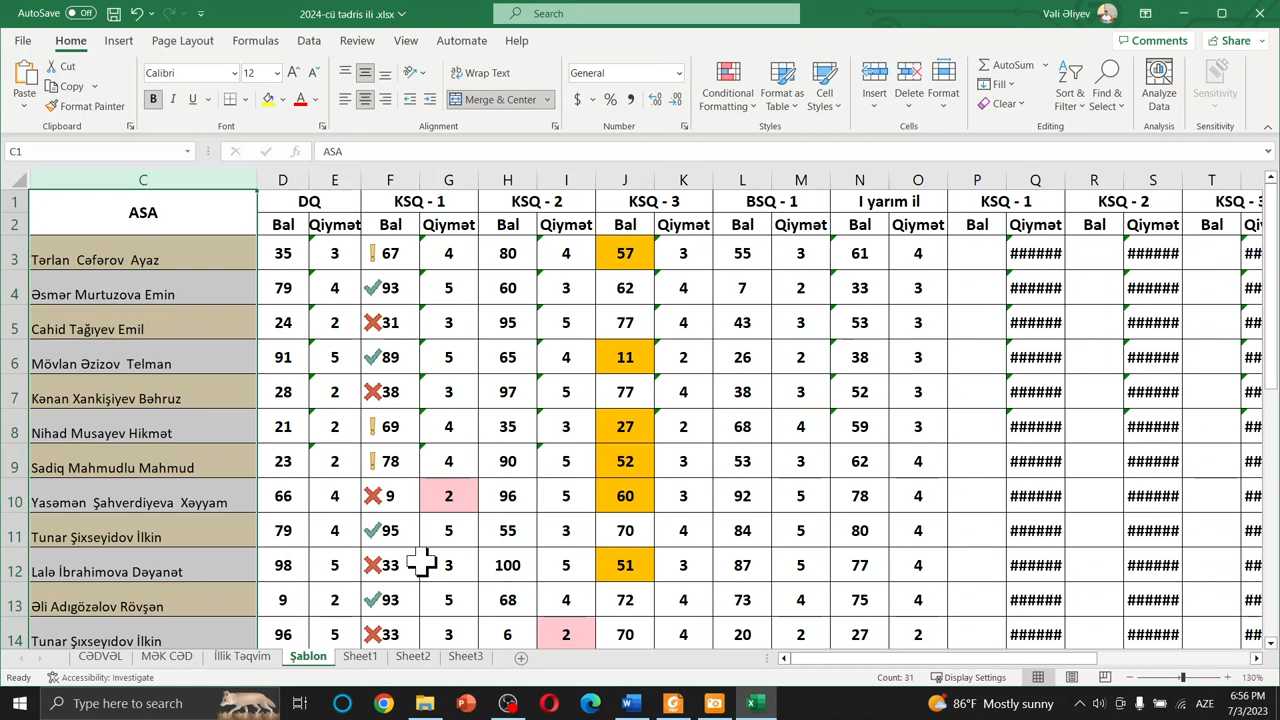 AutoSave Off 2024-cü tədris ili.xlsx Search Vəli Əliyev
File Home Insert Page Layout Formulas Data Review View Automate Help Comments Share
Cut Calibri 12 Wrap Text General AutoSum
Copy Fill
Paste Format Painter B I U A Merge & Center $ % Conditional Formatting Format as Table Cell Styles Insert Delete Format Clear Sort & Filter Find & Select Analyze Data Sensitivity
Clipboard Font Alignment Number Styles Cells Editing Analysis Sensitivity
C1 fx ASA
C D E F G H I J K L M N O P Q R S T
1 ASA DQ KSQ - 1 KSQ - 2 KSQ - 3 BSQ - 1 I yarım il KSQ - 1 KSQ - 2 KSQ - 3
2 Bal Qiymət Bal Qiymət Bal Qiymət Bal Qiymət Bal Qiymət Bal Qiymət Bal Qiymət Bal Qiymət Bal
3 Tərlan Cəfərov Ayaz 35 3 67 4 80 4 57 3 55 3 61 4 ###### ###### ##
4 Əsmər Murtuzova Emin 79 4 93 5 60 3 62 4 7 2 33 3 ###### ###### ##
5 Cahid Tağıyev Emil 24 2 31 3 95 5 77 4 43 3 53 3 ###### ###### ##
6 Mövlan Əzizov Telman 91 5 89 5 65 4 11 2 26 2 38 3 ###### ###### ##
7 Kənan Xankişiyev Bəhruz 28 2 38 3 97 5 77 4 38 3 52 3 ###### ###### ##
8 Nihad Musayev Hikmət 21 2 69 4 35 3 27 2 68 4 59 3 ###### ###### ##
9 Sadiq Mahmudlu Mahmud 23 2 78 4 90 5 52 3 53 3 62 4 ###### ###### ##
10 Yasəmən Şahverdiyeva Xəyyam 66 4 9 2 96 5 60 3 92 5 78 4 ###### ###### ##
11 Tunar Şıxseyidov İlkin 79 4 95 5 55 3 70 4 84 5 80 4 ###### ###### ##
12 Lalə İbrahimova Dəyanət 98 5 33 3 100 5 51 3 87 5 77 4 ###### ###### ##
13 Əli Adıgözəlov Rövşən 9 2 93 5 68 4 72 4 73 4 75 4 ###### ###### ##
14 Tunar Şıxseyidov İlkin 96 5 33 3 6 2 70 4 20 2 27 2 ###### ###### ##
CƏDVƏL MƏK CƏD İllik Təqvim Şablon Sheet1 Sheet2 Sheet3
Ready Accessibility: Investigate Count: 31 Display Settings 130%
Type here to search 86°F Mostly sunny AZE 6:56 PM
7/3/2023